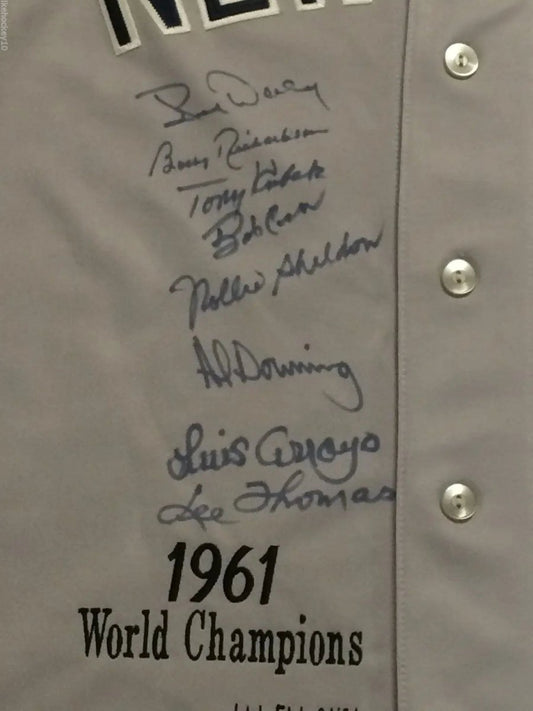 NEW
Bud Daley
Bobby Richardson
Tony Kubek
Bob Cerv
Rollie Sheldon
Al Downing
Luis Arroyo
Lee Thomas
1961
World Champions